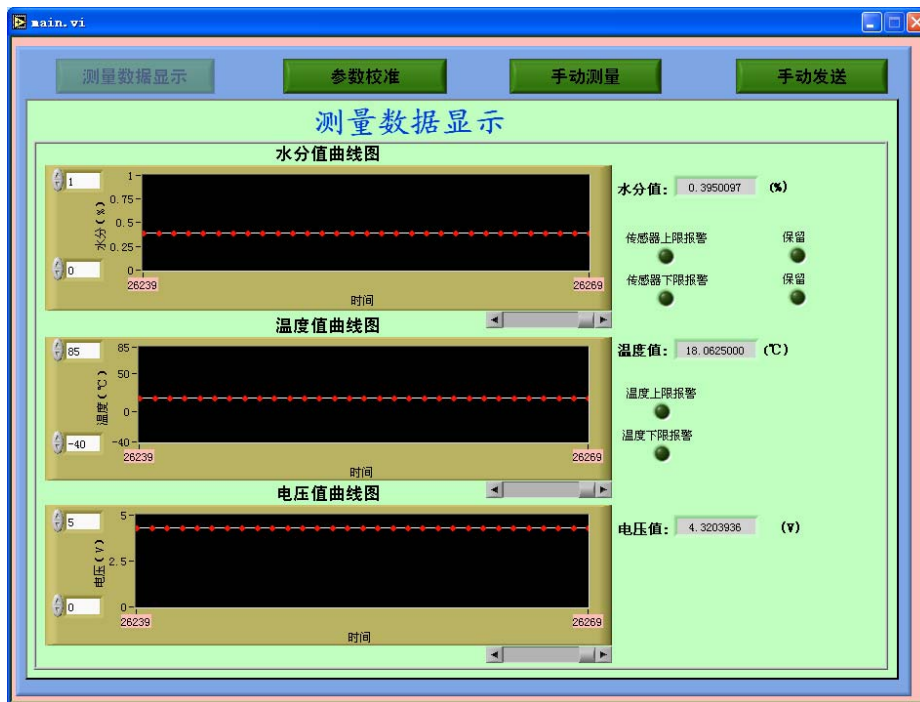 main.vi
测量数据显示 参数校准 手动测量 手动发送
测量数据显示
水分值曲线图
1
0
水分(%)
1
0.75
0.5
0.25
0
26239 26269
时间
水分值: 0.3950097 (%)
传感器上限报警 保留
传感器下限报警 保留
温度值曲线图
85
-40
温度(℃)
85
50
0
-40
26239 26269
时间
温度值: 18.0625000 (℃)
温度上限报警
温度下限报警
电压值曲线图
5
0
电压(V)
5
2.5
0
26239 26269
时间
电压值: 4.3203936 (V)